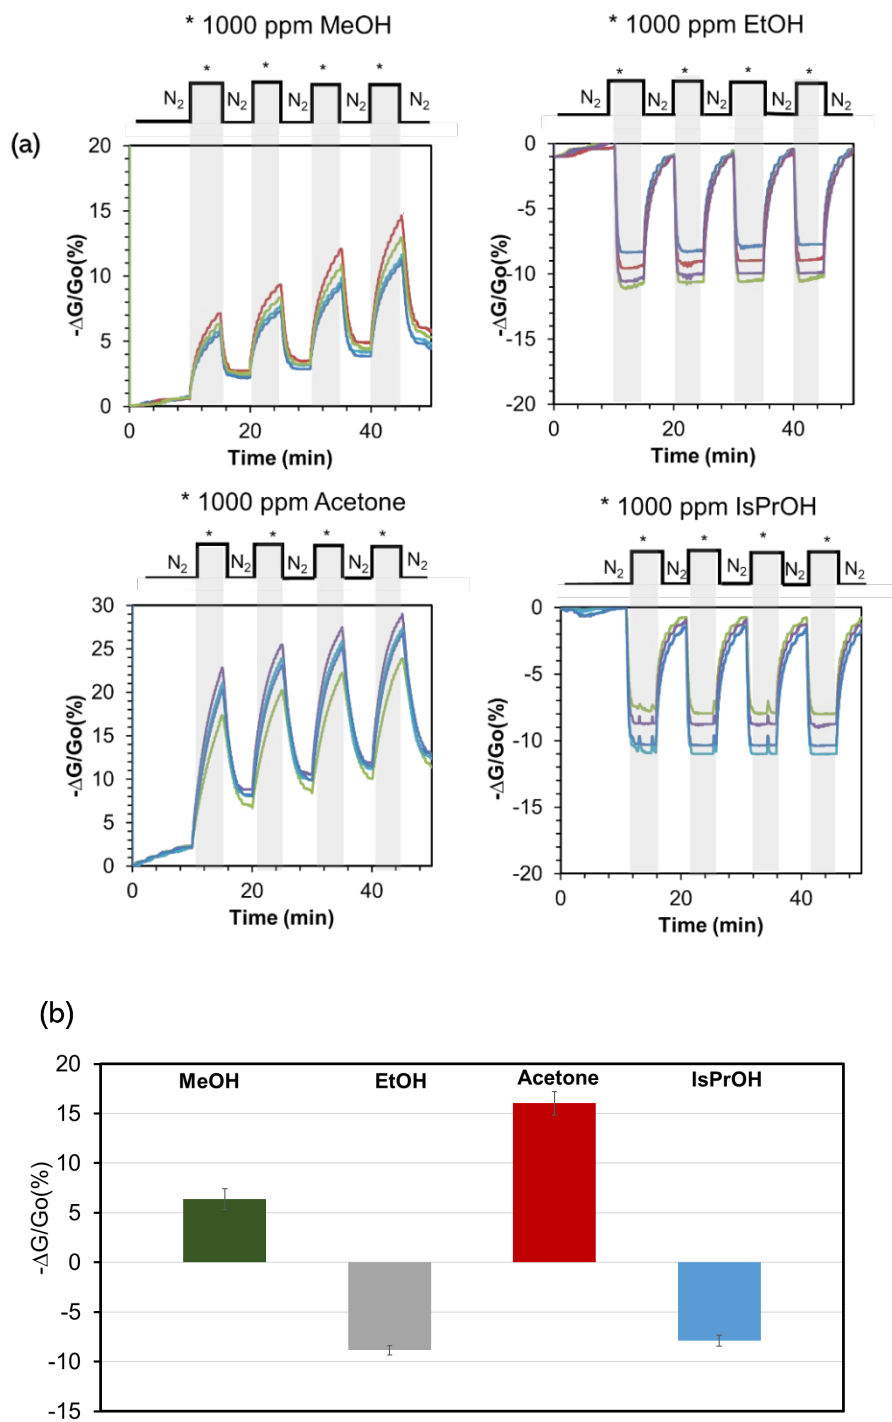 * 1000 ppm MeOH
* * * *
N2 N2 N2 N2 N2
(a)
20
15
10
5
0
-ΔG/Go(%)
0 20 40
Time (min)
* 1000 ppm EtOH
* * * *
N2 N2 N2 N2 N2
0
-5
-10
-15
-20
-ΔG/Go(%)
0 20 40
Time (min)
* 1000 ppm Acetone
* * * *
N2 N2 N2 N2 N2
30
25
20
15
10
5
0
-ΔG/Go(%)
0 20 40
Time (min)
* 1000 ppm IsPrOH
* * * *
N2 N2 N2 N2 N2
0
-5
-10
-15
-20
-ΔG/Go(%)
0 20 40
Time (min)
(b)
20
15
10
5
0
-5
-10
-15
-ΔG/Go(%)
MeOH EtOH Acetone IsPrOH